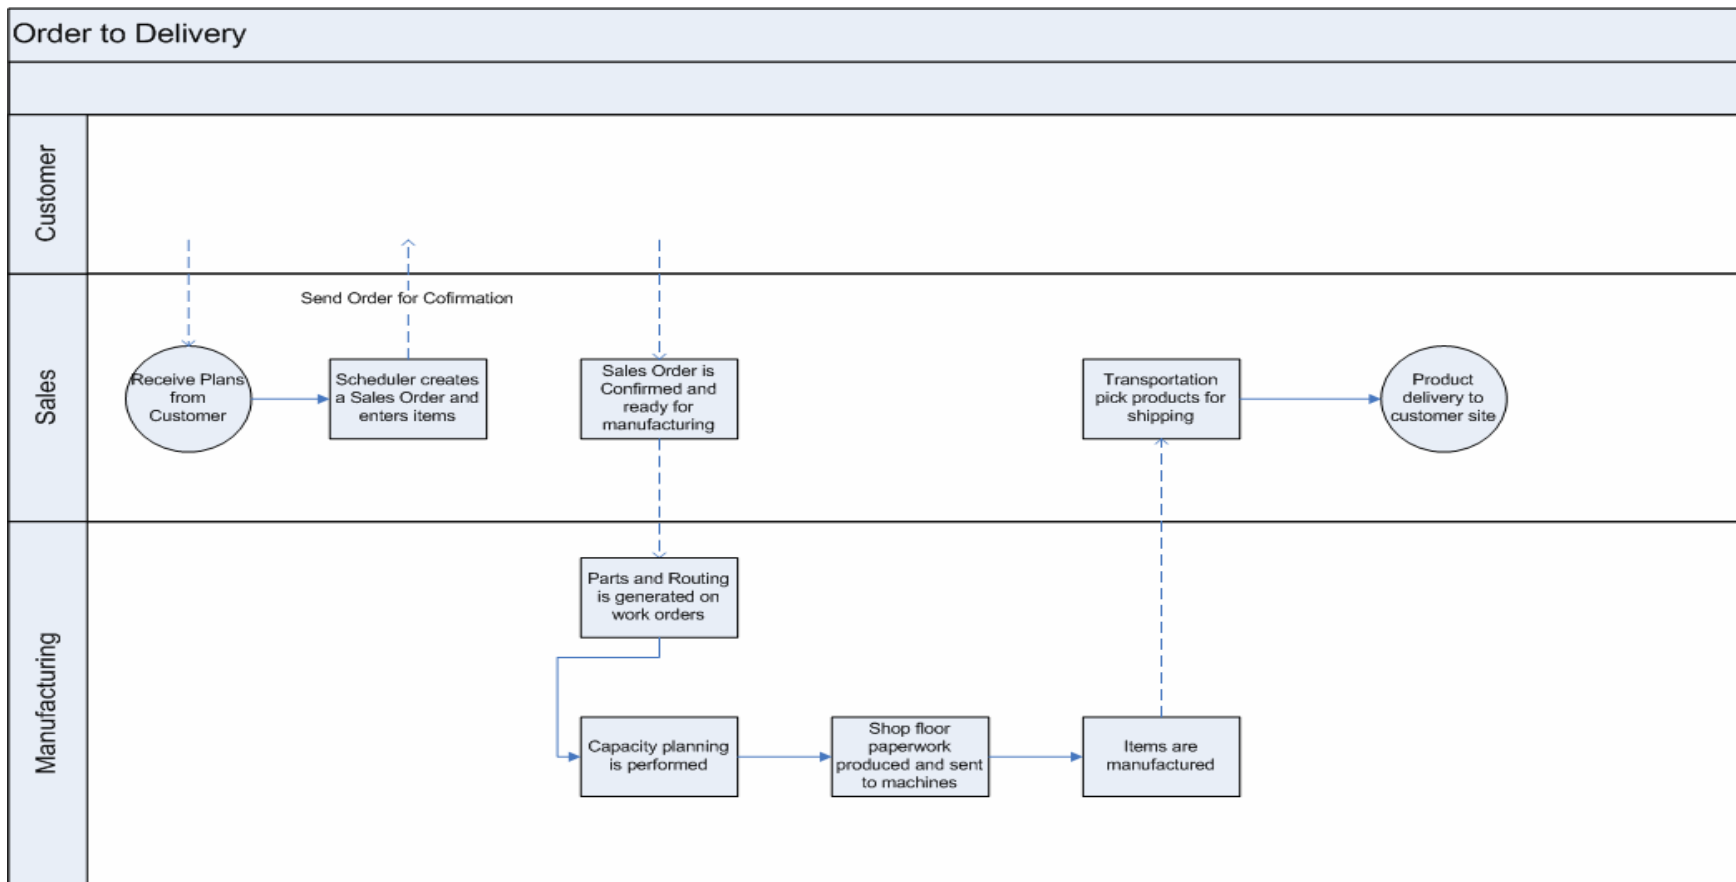 Order to Delivery
Customer
Send Order for Cofirmation
Sales
Receive Plans
from
Customer
Scheduler creates
a Sales Order and
enters items
Sales Order is
Confirmed and
ready for
manufacturing
Transportation
pick products for
shipping
Product
delivery to
customer site
Manufacturing
Parts and Routing
is generated on
work orders
Capacity planning
is performed
Shop floor
paperwork
produced and sent
to machines
Items are
manufactured